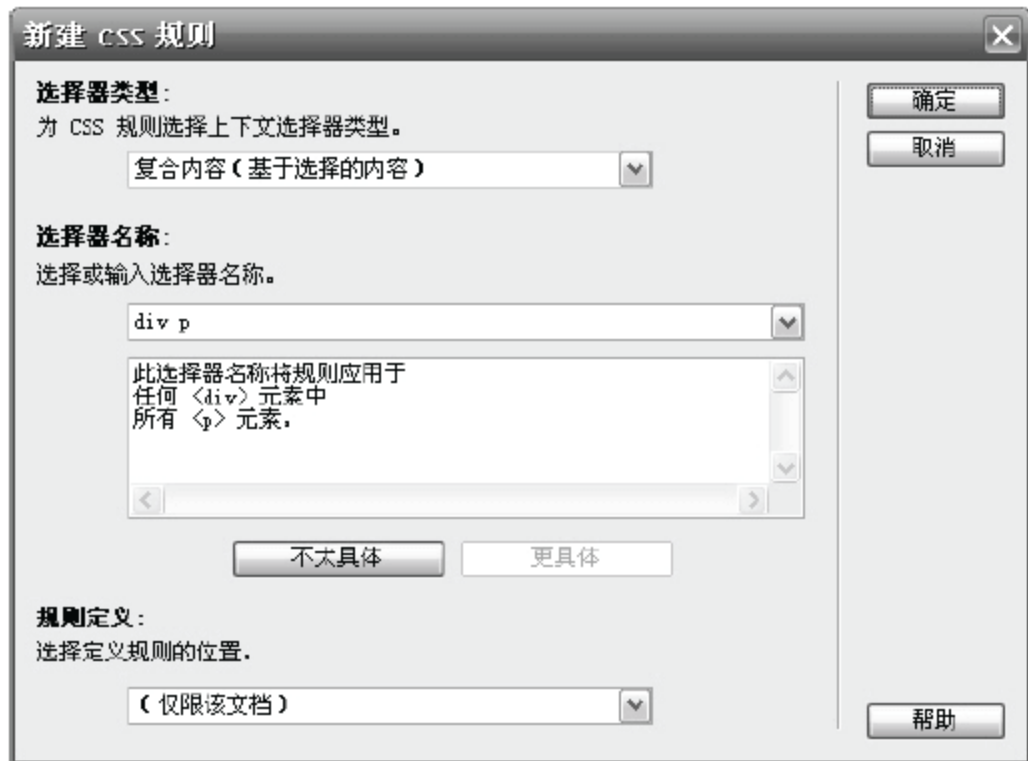 新建 CSS 规则
选择器类型:
确定
为 CSS 规则选择上下文选择器类型。
取消
复合内容(基于选择的内容)
选择器名称:
选择或输入选择器名称。
div p
此选择器名称将规则应用于
任何 <div> 元素中
所有 <p> 元素.
不太具体
更具体
规则定义:
选择定义规则的位置.
(仅限该文档)
帮助